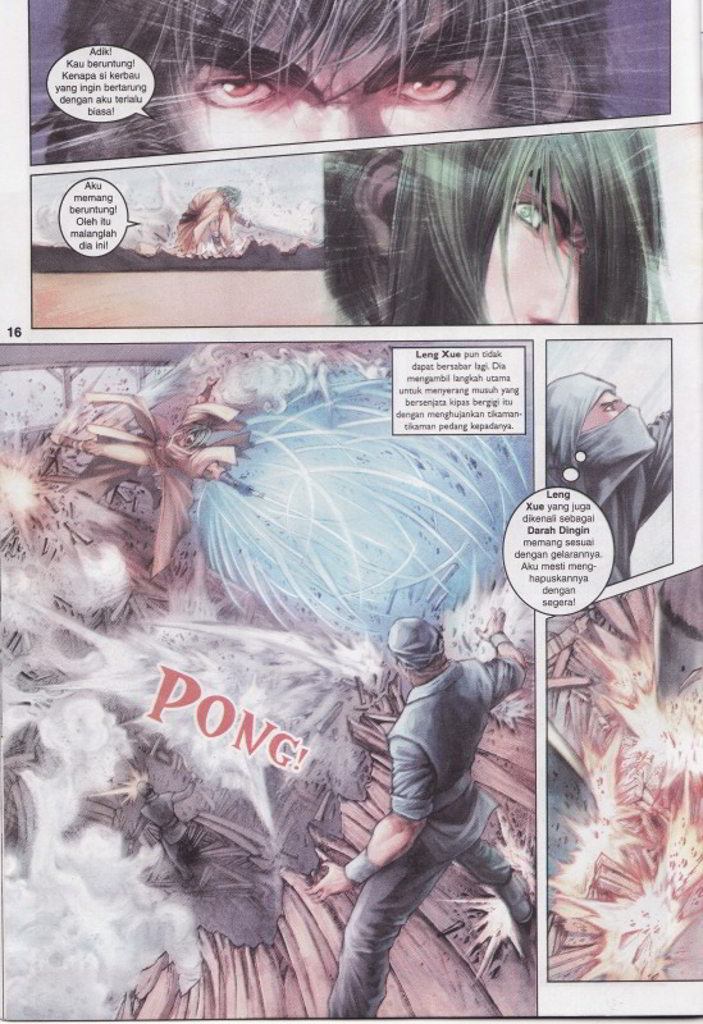 Adik!
Kau beruntung!
Kenapa si kerbau
yang ingin bertarung
dengan aku terlalu
biasa!
Aku
memang
beruntung!
Oleh itu
malanglah
dia ini!
16
Leng Xue pun tidak
dapat bersabar lagi. Dia
mengambil langkah utama
untuk menyerang musuh yang
bersenjata kipas bergigi itu
dengan menghujankan tikaman-
tikaman pedang kepadanya.
Leng
Xue yang juga
dikenali sebagai
Darah Dingin
memang sesuai
dengan gelarannya.
Aku mesti meng-
hapuskannya
dengan
segera!
PONG!